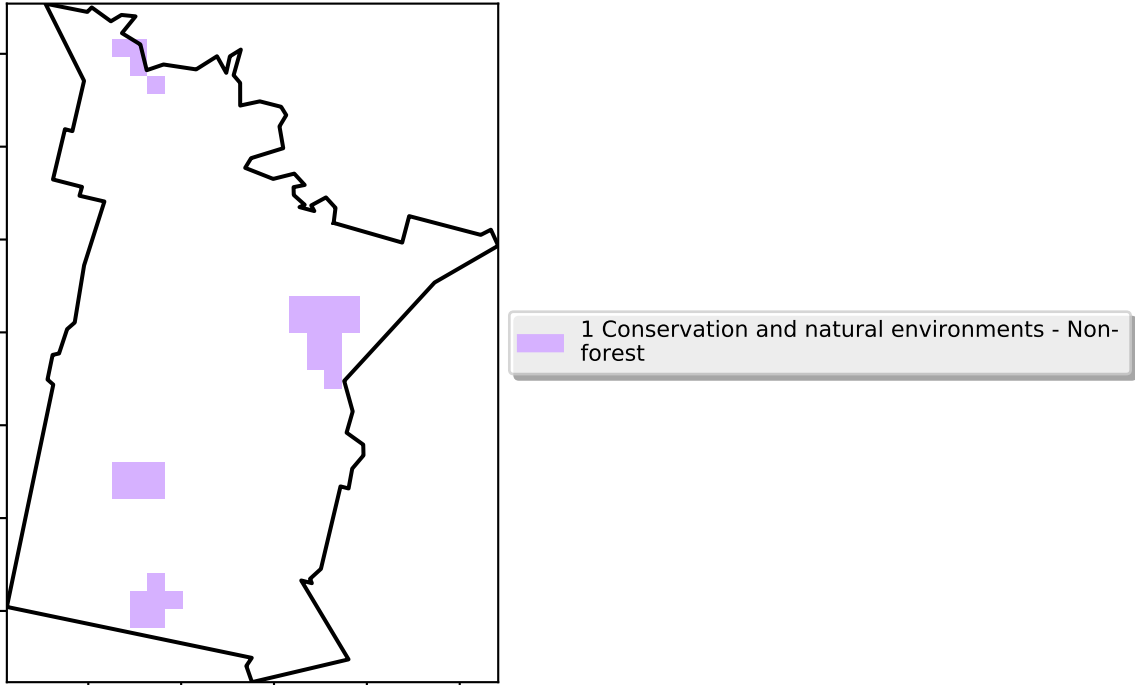 1 Conservation and natural environments - Non-
forest